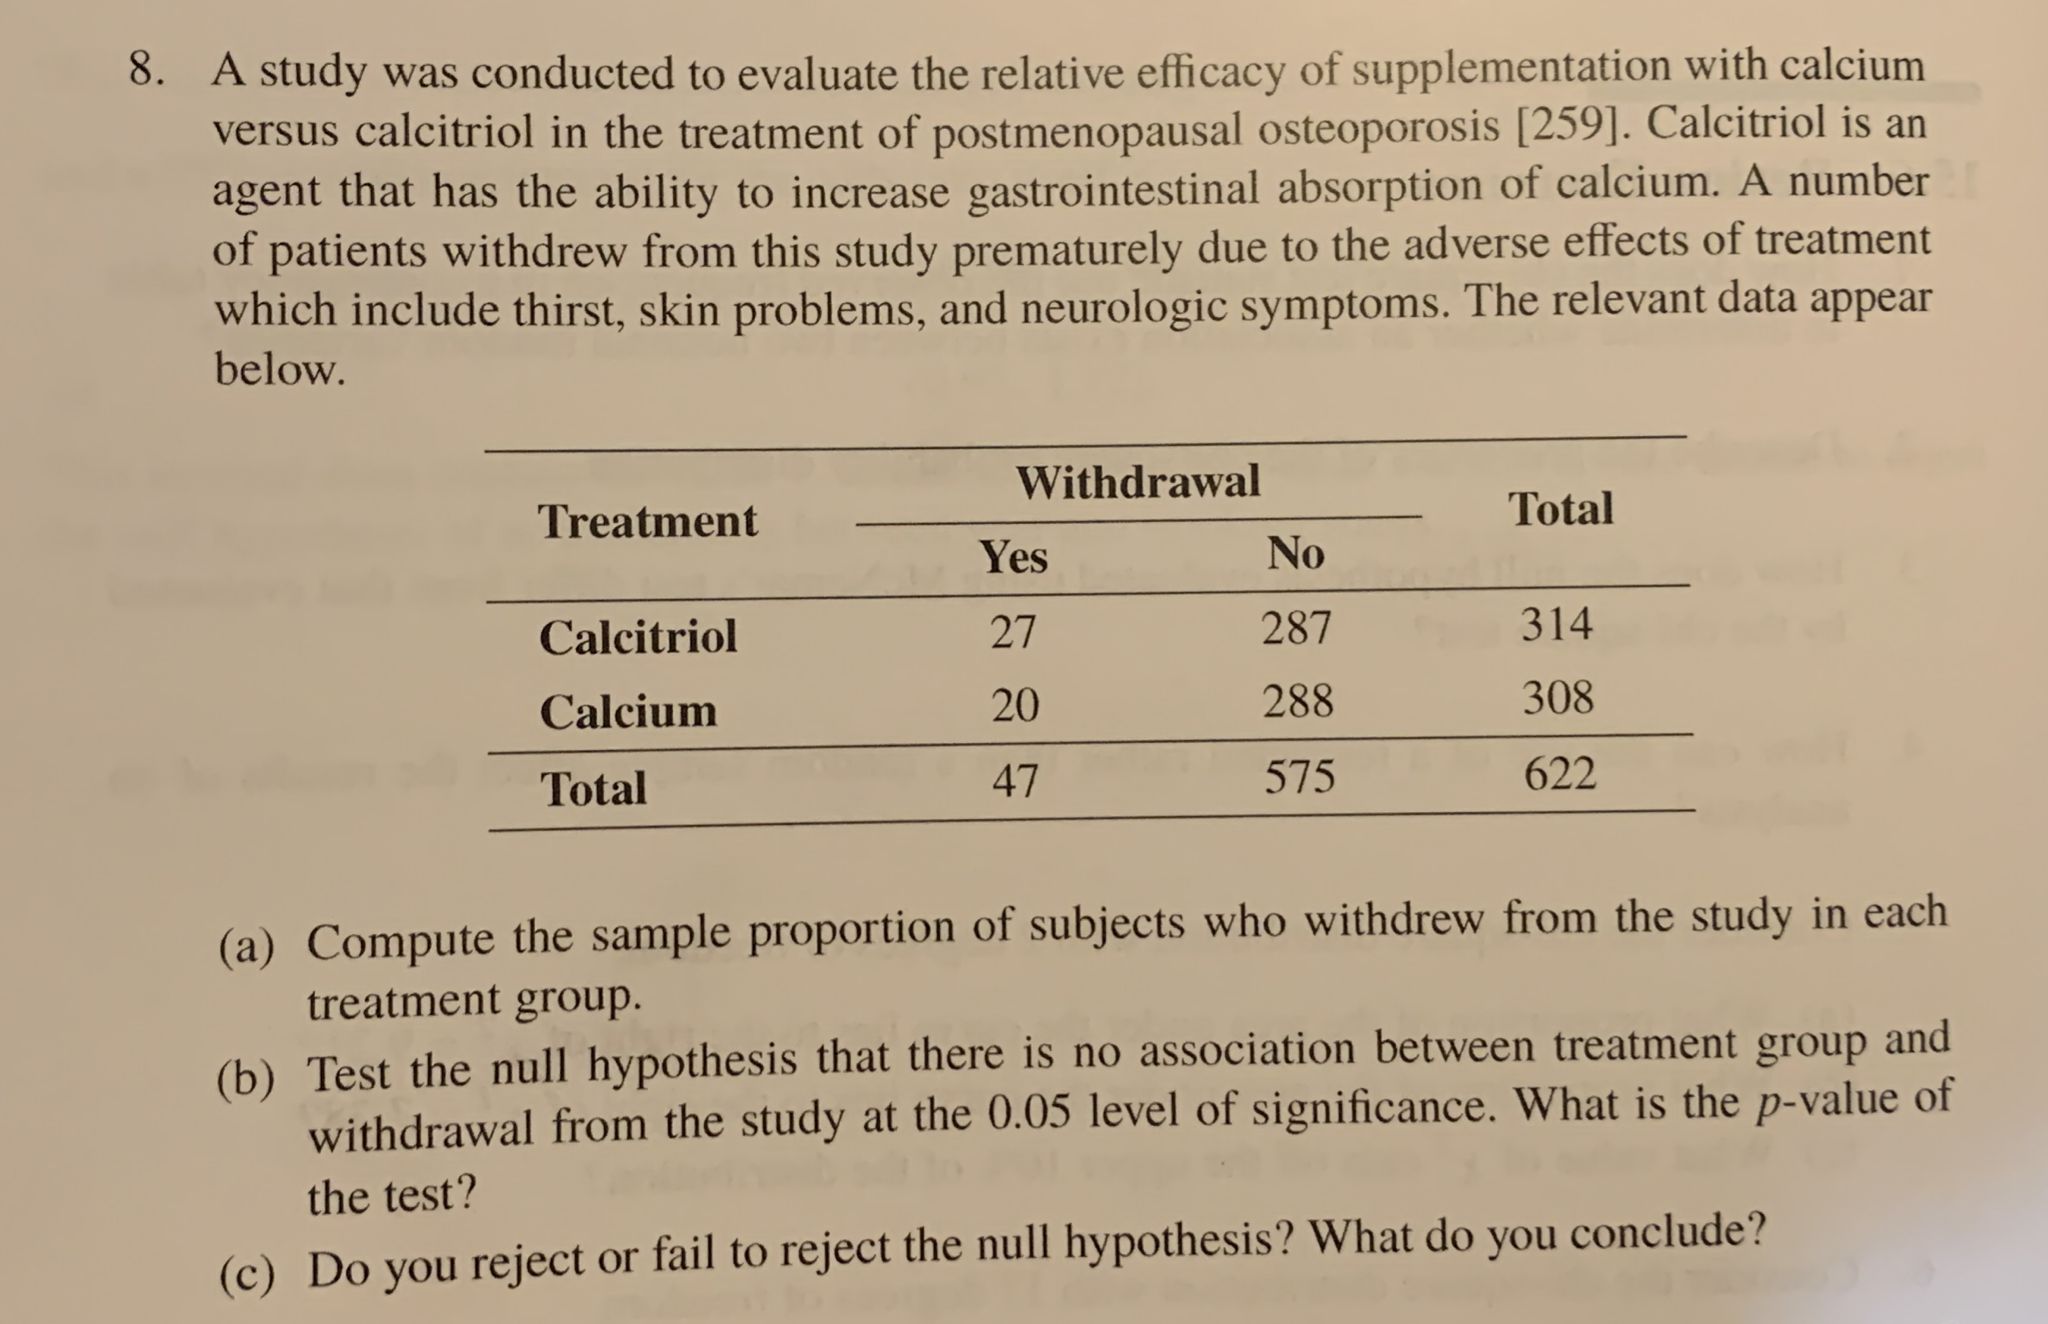 8. A study was conducted to evaluate the relative efficacy of supplementation with calcium
versus calcitriol in the treatment of postmenopausal osteoporosis [259]. Calcitriol is an
agent that has the ability to increase gastrointestinal absorption of calcium. A number
of patients withdrew from this study prematurely due to the adverse effects of treatment
which include thirst, skin problems, and neurologic symptoms. The relevant data appear
below.
Treatment Withdrawal Total
Yes No
Calcitriol 27 287 314
Calcium 20 288 308
Total 47 575 622
(a) Compute the sample proportion of subjects who withdrew from the study in each
treatment group.
(b) Test the null hypothesis that there is no association between treatment group and
withdrawal from the study at the 0.05 level of significance. What is the p-value of
the test?
(c) Do you reject or fail to reject the null hypothesis? What do you conclude?